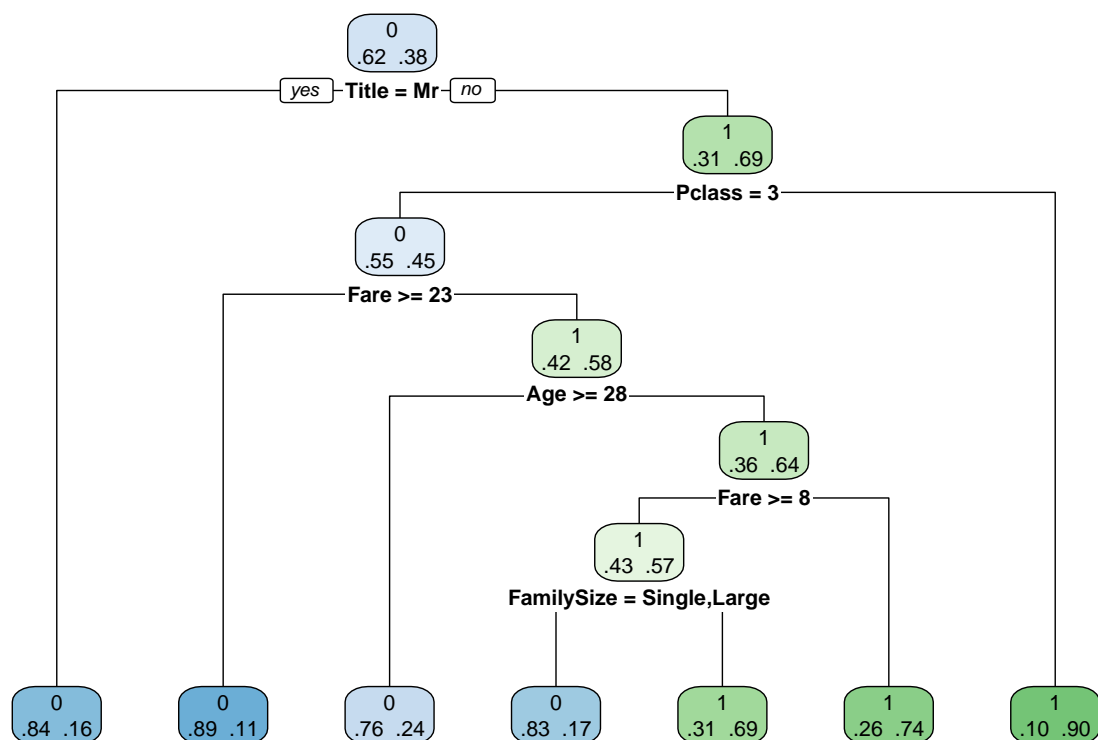 0
.62 .38
yes Title = Mr no
1
.31 .69
Pclass = 3
0
.55 .45
Fare >= 23
1
.42 .58
Age >= 28
1
.36 .64
Fare >= 8
1
.43 .57
FamilySize = Single,Large
0 0 0 0 1 1 1
.84 .16 .89 .11 .76 .24 .83 .17 .31 .69 .26 .74 .10 .90